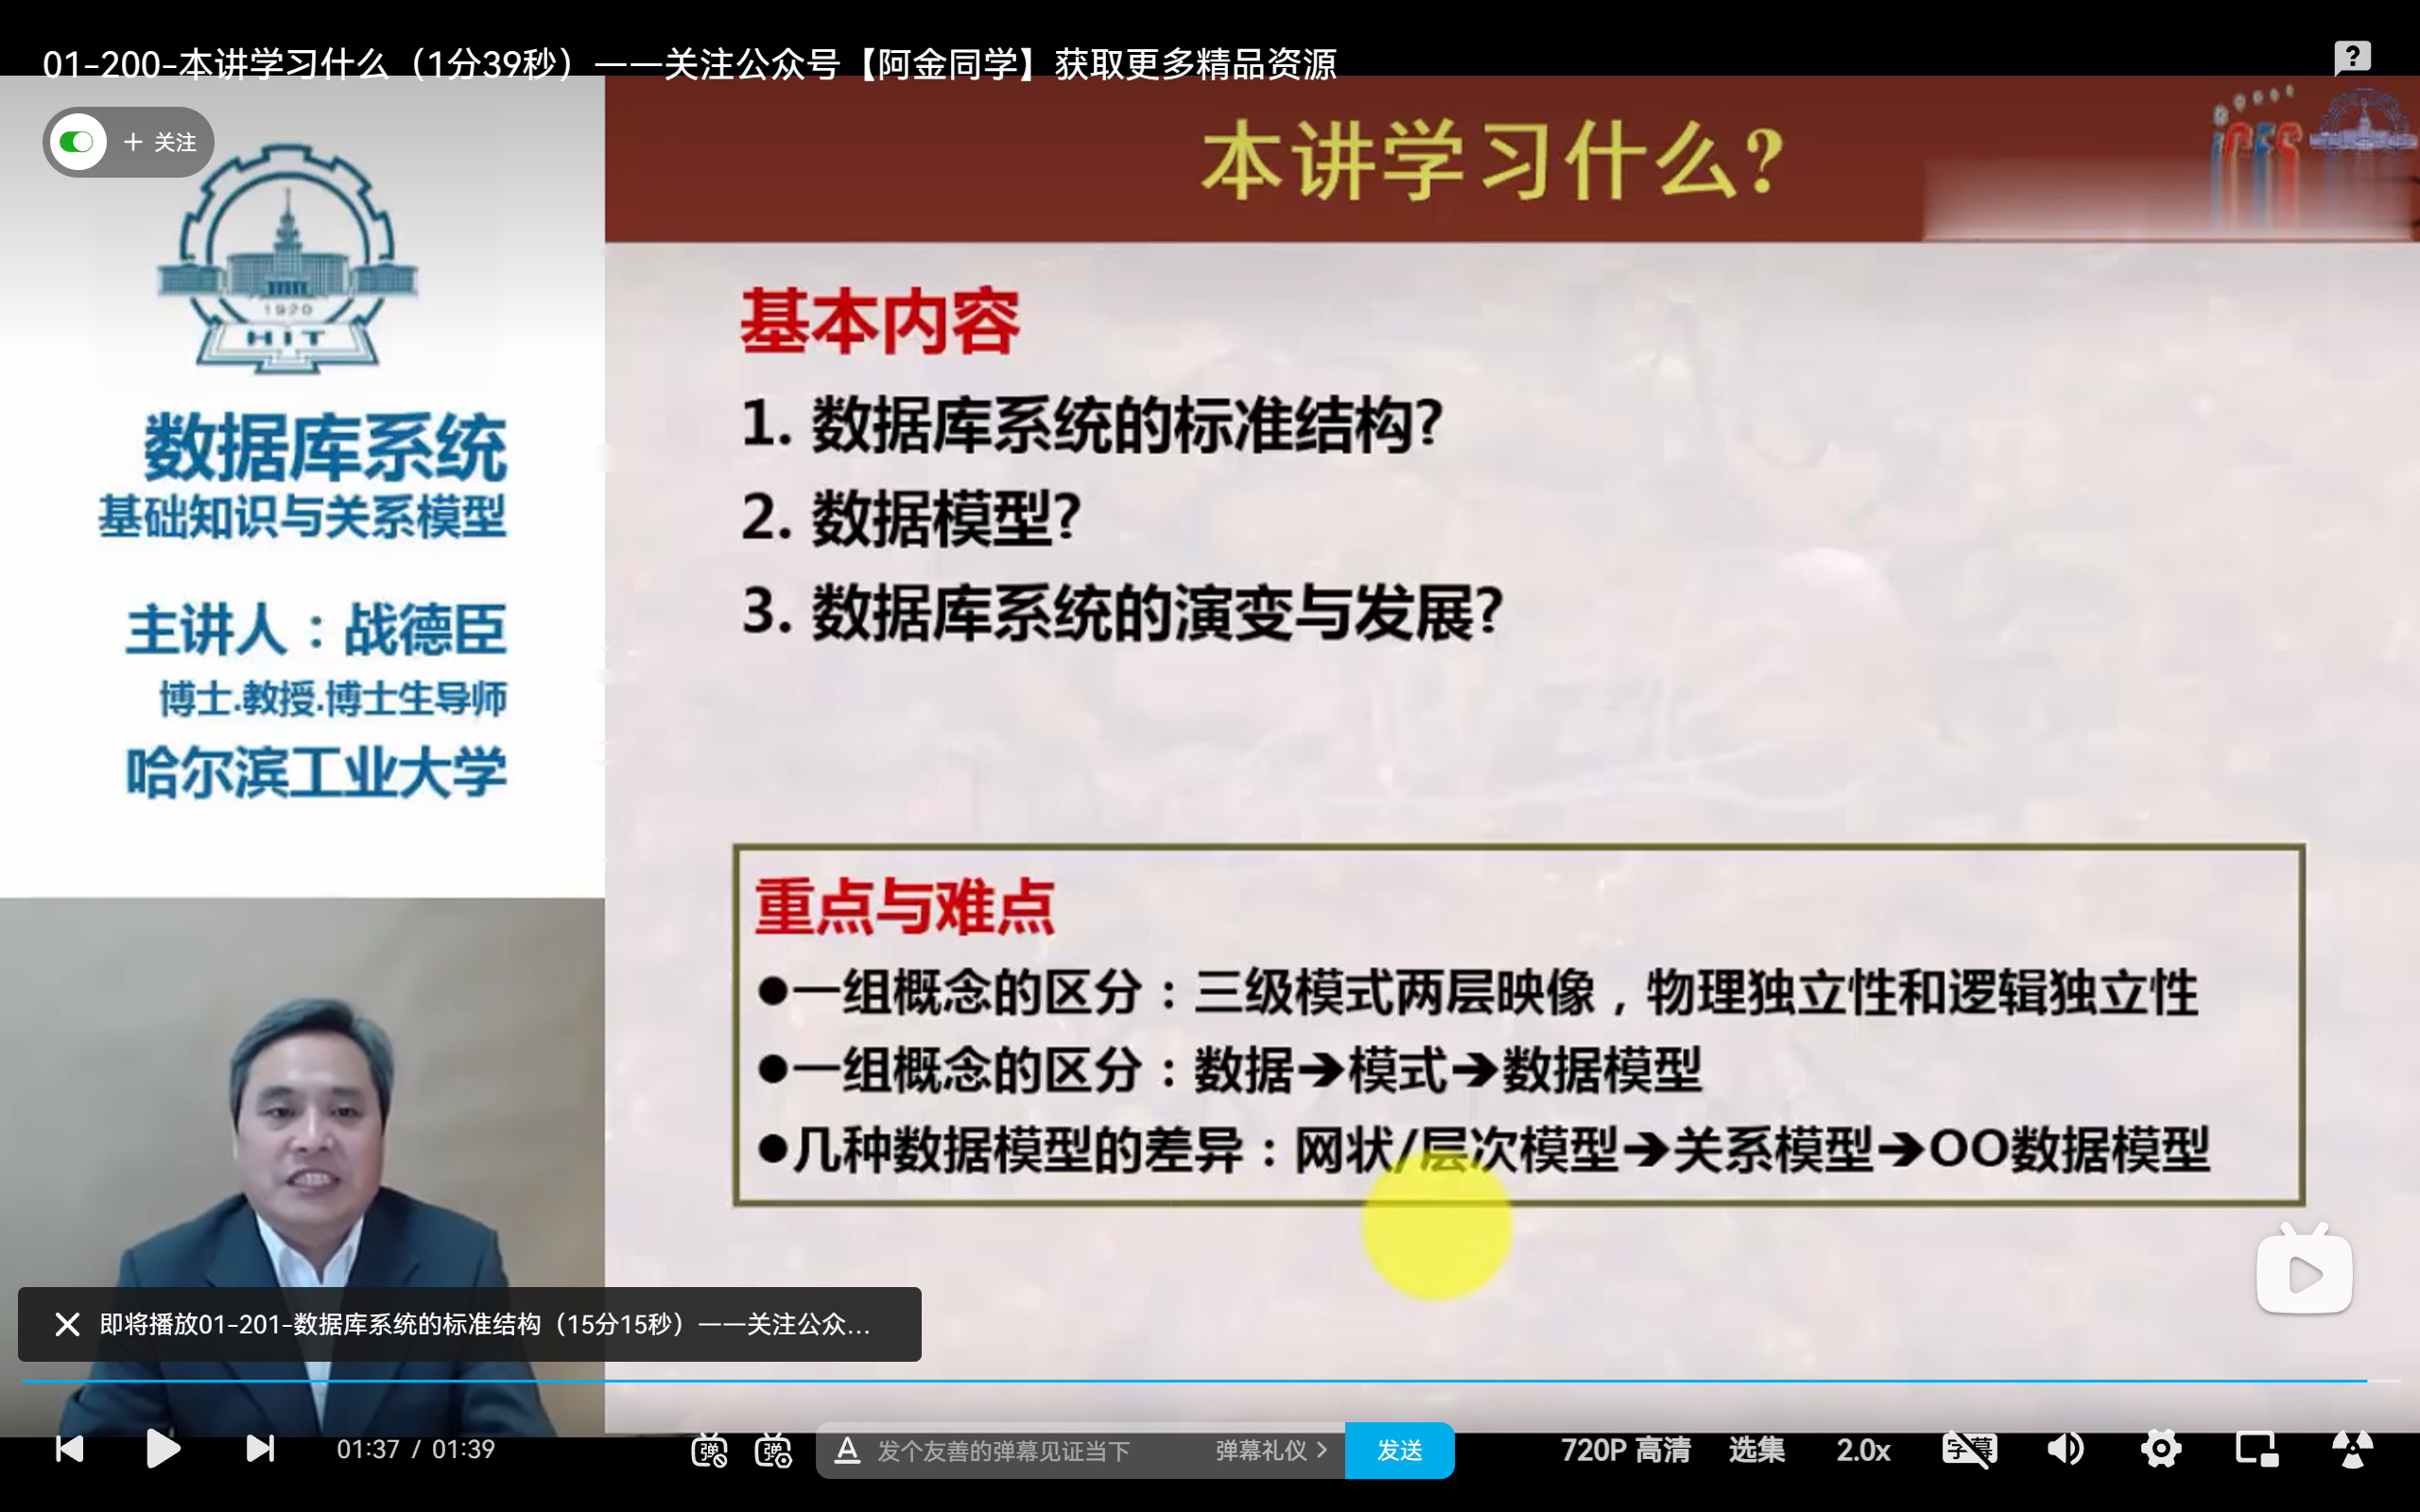 01-200-本讲学习什么（1分39秒）——关注公众号【阿金同学】获取更多精品资源
+ 关注
1920
HIT
数据库系统
基础知识与关系模型
主讲人：战德臣
博士.教授.博士生导师
哈尔滨工业大学
本讲学习什么?
基本内容
1. 数据库系统的标准结构?
2. 数据模型?
3. 数据库系统的演变与发展?
重点与难点
●一组概念的区分：三级模式两层映像，物理独立性和逻辑独立性
●一组概念的区分：数据➔模式➔数据模型
●几种数据模型的差异：网状/层次模型➔关系模型➔OO数据模型
即将播放01-201-数据库系统的标准结构（15分15秒）——关注公众...
01:37 / 01:39
弹 弹
发个友善的弹幕见证当下
弹幕礼仪 >
发送
720P 高清
选集
2.0x
字幕